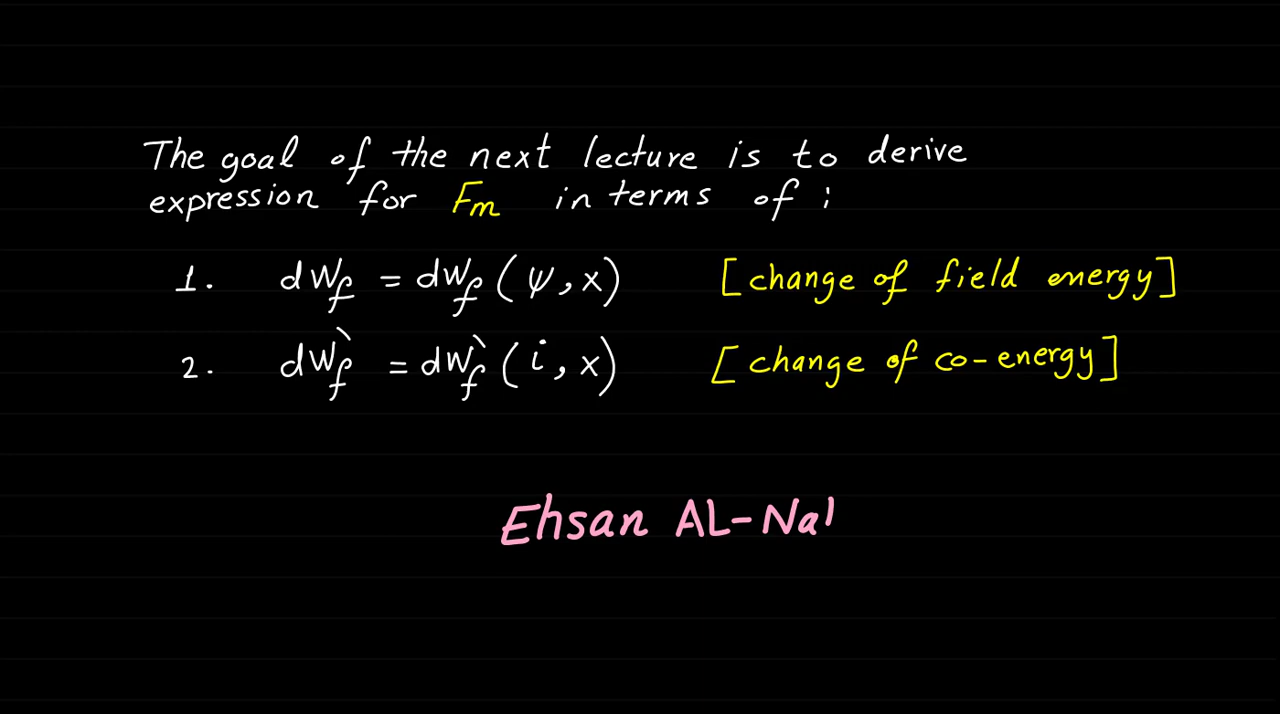 The goal of the next lecture is to derive
expression for Fm in terms of :
1. dWf = dWf (ψ, x) [change of field energy]
2. dWf` = dWf` (i, x) [change of co-energy]
Ehsan AL-Nal